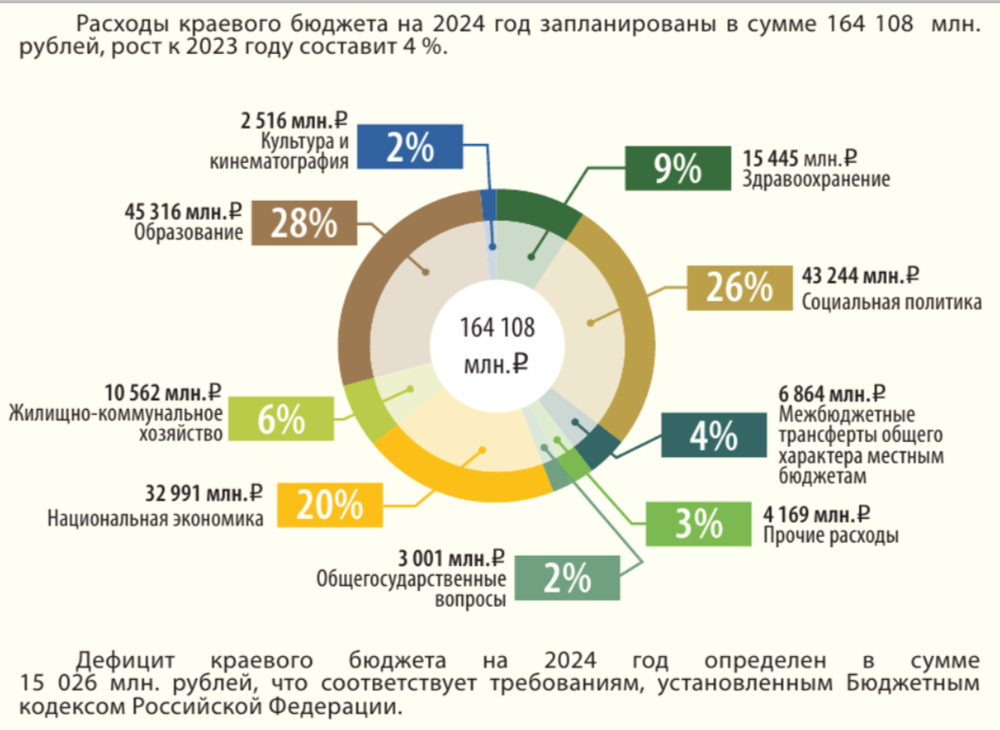 Расходы краевого бюджета на 2024 год запланированы в сумме 164 108 млн.
рублей, рост к 2023 году составит 4 %.
2 516 млн.₽
Культура и
кинематография
2%
9%
15 445 млн.₽
Здравоохранение
45 316 млн.₽
Образование
28%
26%
43 244 млн.₽
Социальная политика
164 108
млн.₽
10 562 млн.₽
Жилищно-коммунальное
хозяйство
6%
4%
6 864 млн.₽
Межбюджетные
трансферты общего
характера местным
бюджетам
32 991 млн.₽
Национальная экономика
20%
3%
4 169 млн.₽
Прочие расходы
3 001 млн.₽
Общегосударственные
вопросы
2%
Дефицит краевого бюджета на 2024 год определен в сумме
15 026 млн. рублей, что соответствует требованиям, установленным Бюджетным
кодексом Российской Федерации.